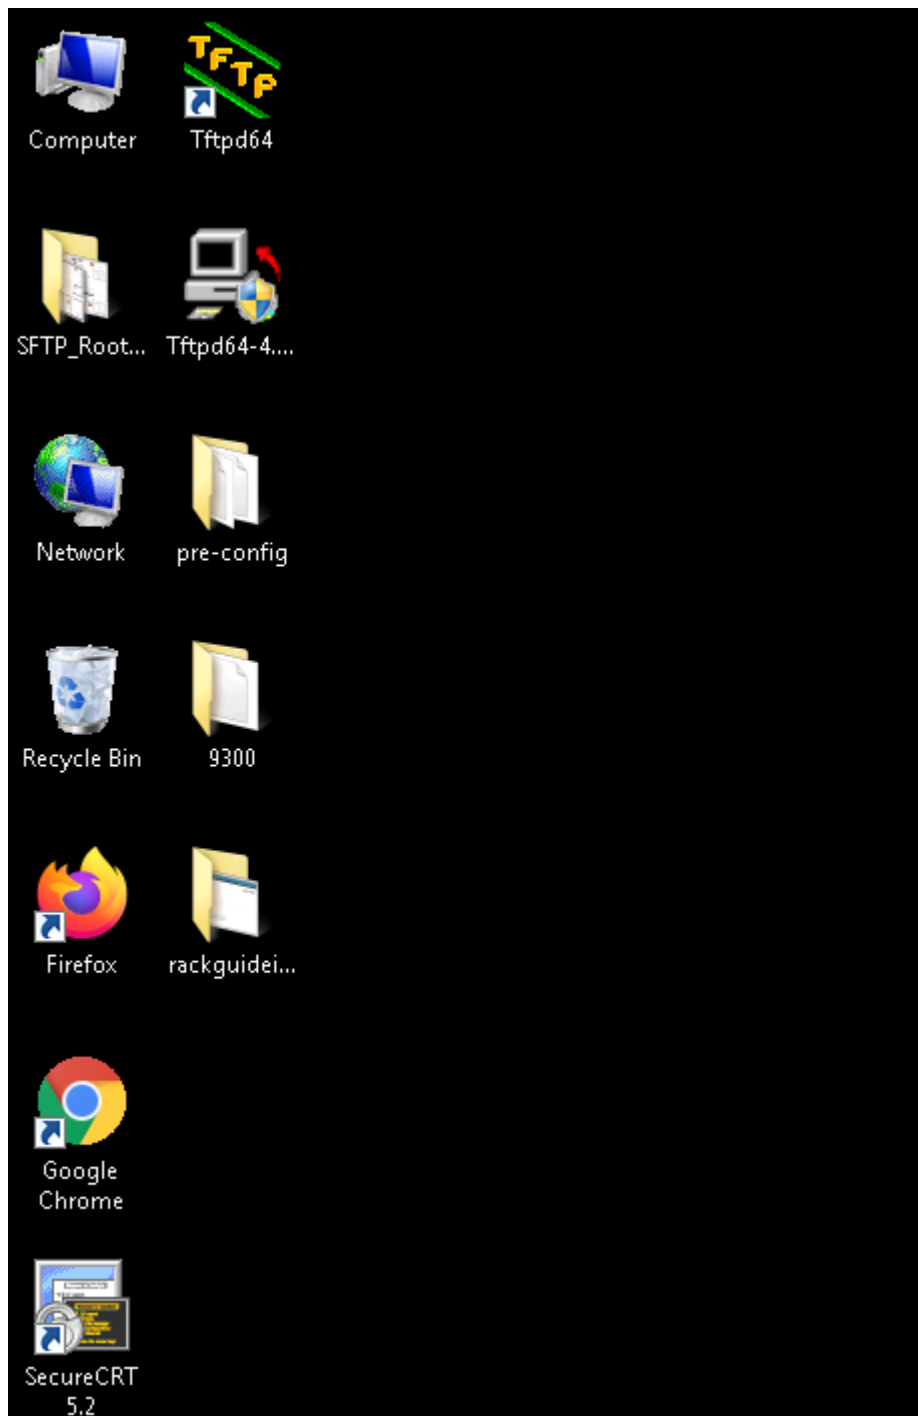 Computer
TFTP
Tftpd64
SFTP_Root...
Tftpd64-4....
Network
pre-config
Recycle Bin
9300
Firefox
rackguidei...
Google
Chrome
SecureCRT
5.2